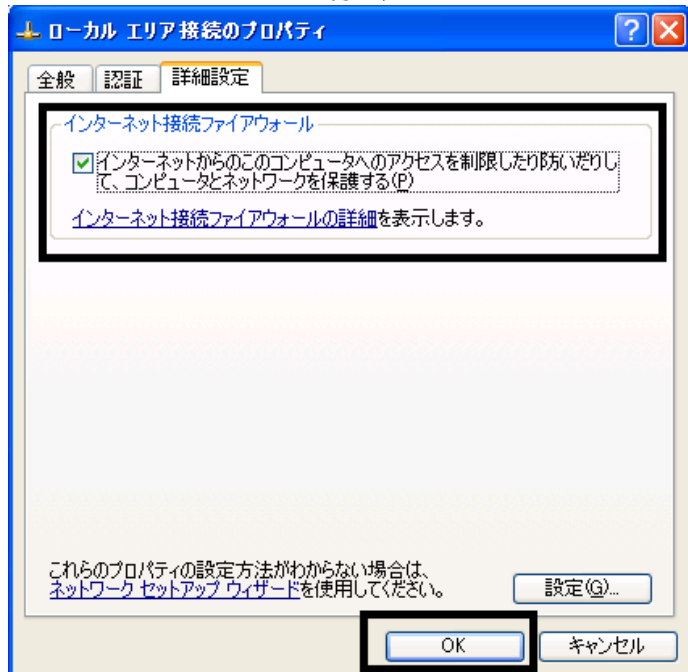 ローカル エリア接続のプロパティ
全般 認証 詳細設定
インターネット接続ファイアウォール
インターネットからのこのコンピュータへのアクセスを制限したり防いだりし
て、コンピュータとネットワークを保護する(P)
インターネット接続ファイアウォールの詳細を表示します。
これらのプロパティの設定方法がわからない場合は、
ネットワーク セットアップ ウィザードを使用してください。
設定(G)...
OK キャンセル